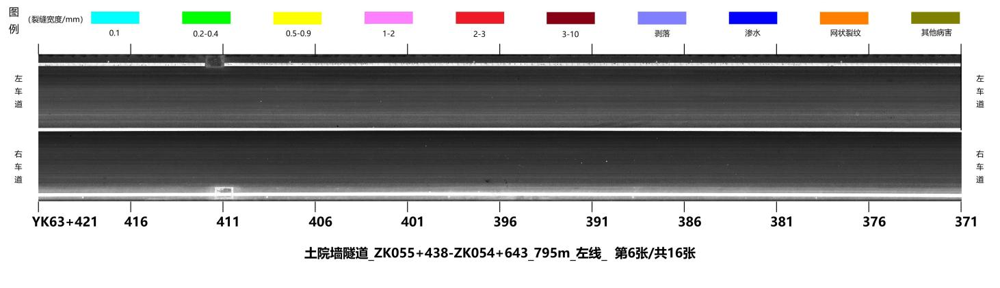 图例
(裂缝宽度/mm)
0.1 0.2-0.4 0.5-0.9 1-2 2-3 3-10 剥落 渗水 网状裂纹 其他病害
左车道 左车道
右车道 右车道
YK63+421 416 411 406 401 396 391 386 381 376 371
土院墙隧道_ZK055+438-ZK054+643_795m_左线_ 第6张/共16张